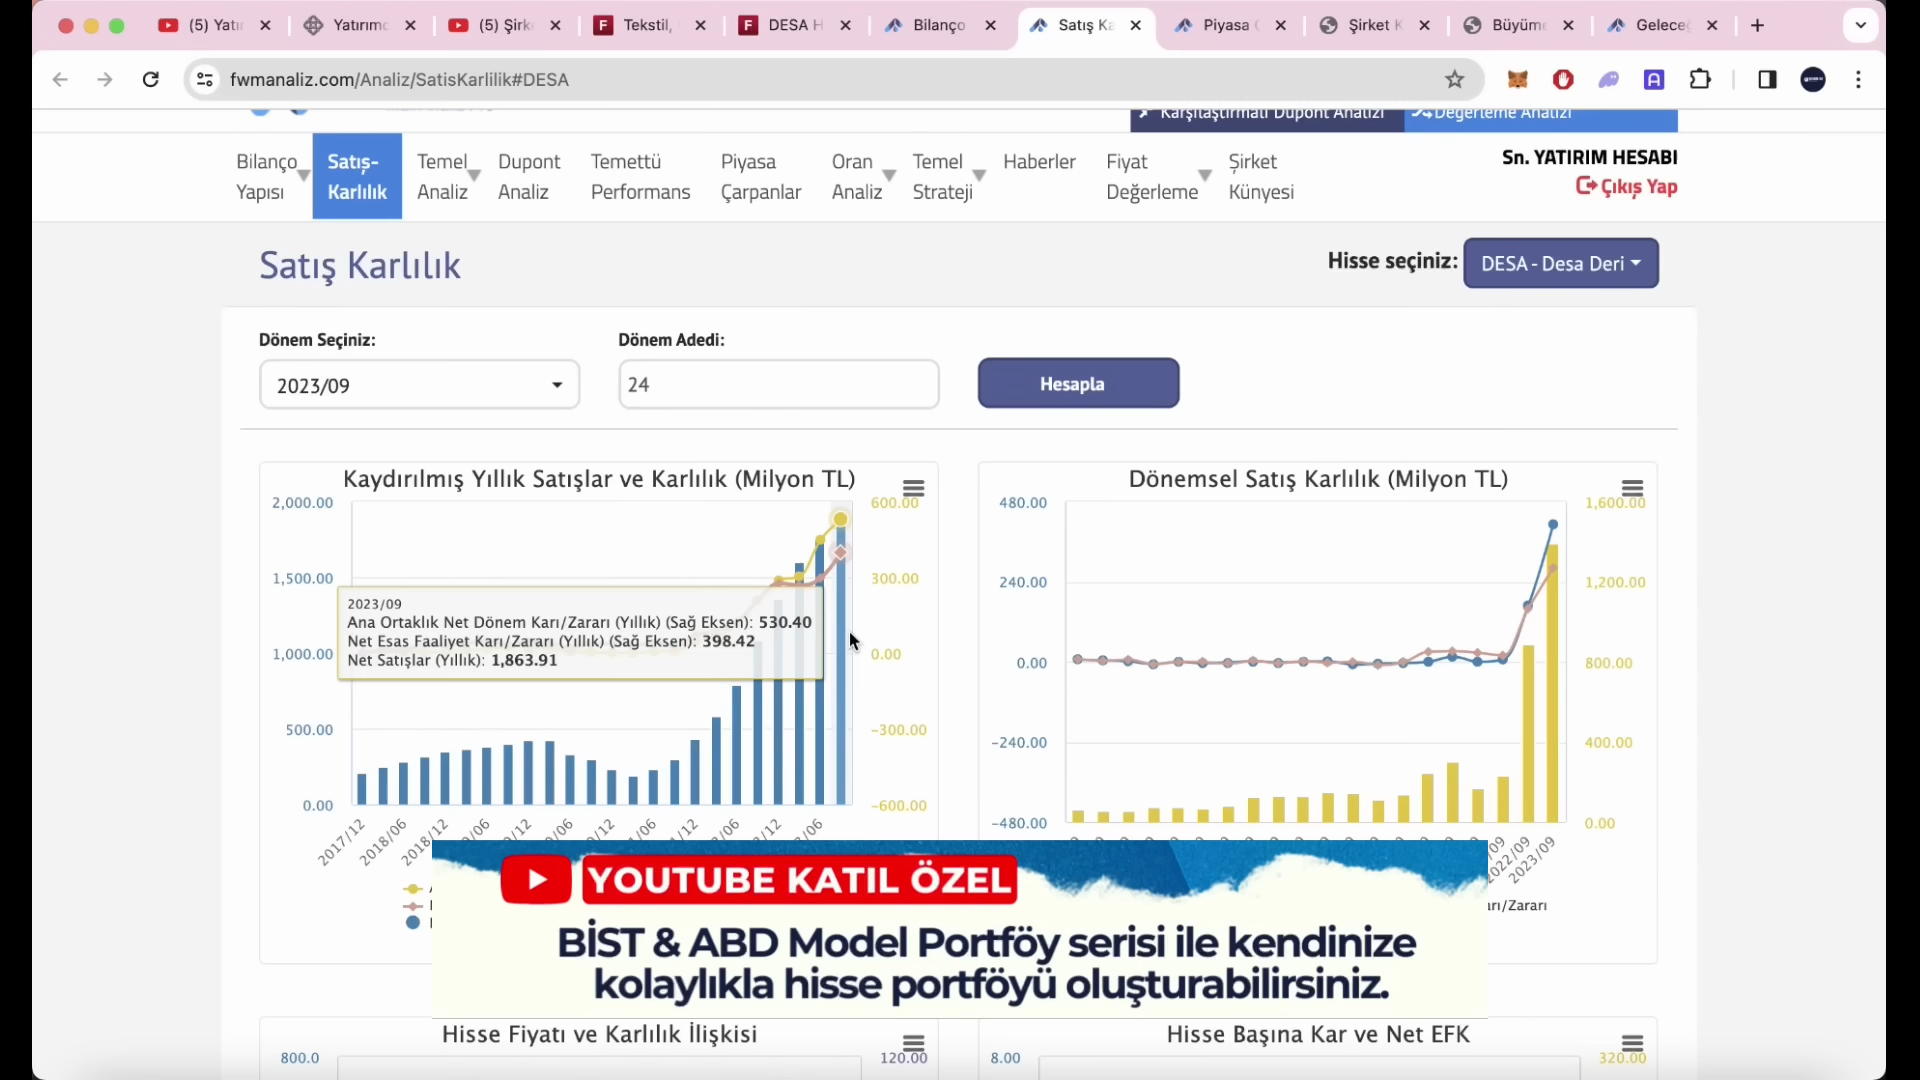 (5) Yatır
Yatırımc
(5) Şirk
Tekstil,
DESA H
Bilanço
Satış Ka
Piyasa Ç
Şirket K
Büyüme
Gelece
fwmanaliz.com/Analiz/SatisKarlilik#DESA
Karşılaştırmalı Dupont Analizi
Değerleme Analizi
Bilanço Yapısı
Satış-Karlılık
Temel Analiz
Dupont Analiz
Temettü Performans
Piyasa Çarpanlar
Oran Analiz
Temel Strateji
Haberler
Fiyat Değerleme
Şirket Künyesi
Sn. YATIRIM HESABI
Çıkış Yap
Satış Karlılık
Hisse seçiniz:
DESA - Desa Deri
Dönem Seçiniz:
Dönem Adedi:
2023/09
24
Hesapla
Kaydırılmış Yıllık Satışlar ve Karlılık (Milyon TL)
2,000.00
1,500.00
1,000.00
500.00
0.00
600.00
300.00
0.00
−300.00
−600.00
2023/09
Ana Ortaklık Net Dönem Karı/Zararı (Yıllık) (Sağ Eksen): 530.40
Net Esas Faaliyet Karı/Zararı (Yıllık) (Sağ Eksen): 398.42
Net Satışlar (Yıllık): 1,863.91
2017/12
2018/06
2018/12
Dönemsel Satış Karlılık (Milyon TL)
480.00
240.00
0.00
−240.00
−480.00
1,600.00
1,200.00
800.00
400.00
0.00
2022/09
2023/09
arı/Zararı
YOUTUBE KATIL ÖZEL
BİST & ABD Model Portföy serisi ile kendinize
kolaylıkla hisse portföyü oluşturabilirsiniz.
Hisse Fiyatı ve Karlılık İlişkisi
800.0
120.00
Hisse Başına Kar ve Net EFK
8.00
320.00